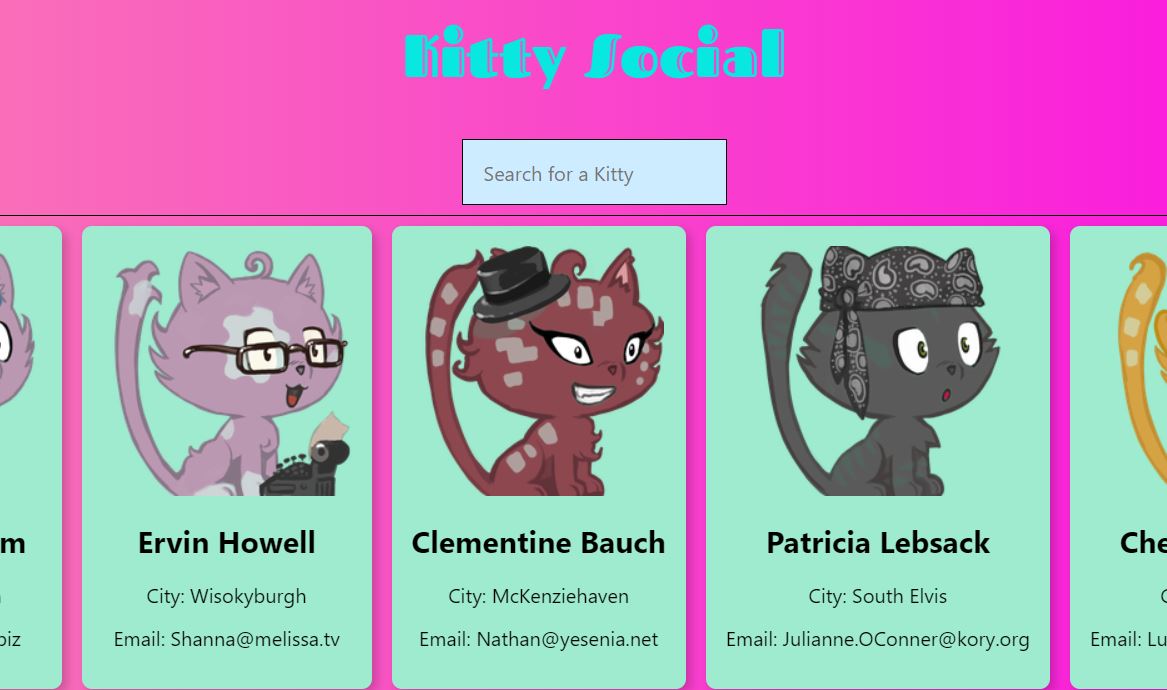 Kitty Social
Search for a Kitty
m
Ervin Howell
Clementine Bauch
Patricia Lebsack
Che
City: Wisokyburgh
City: McKenziehaven
City: South Elvis
biz
Email: Shanna@melissa.tv
Email: Nathan@yesenia.net
Email: Julianne.OConner@kory.org
Email: Lu